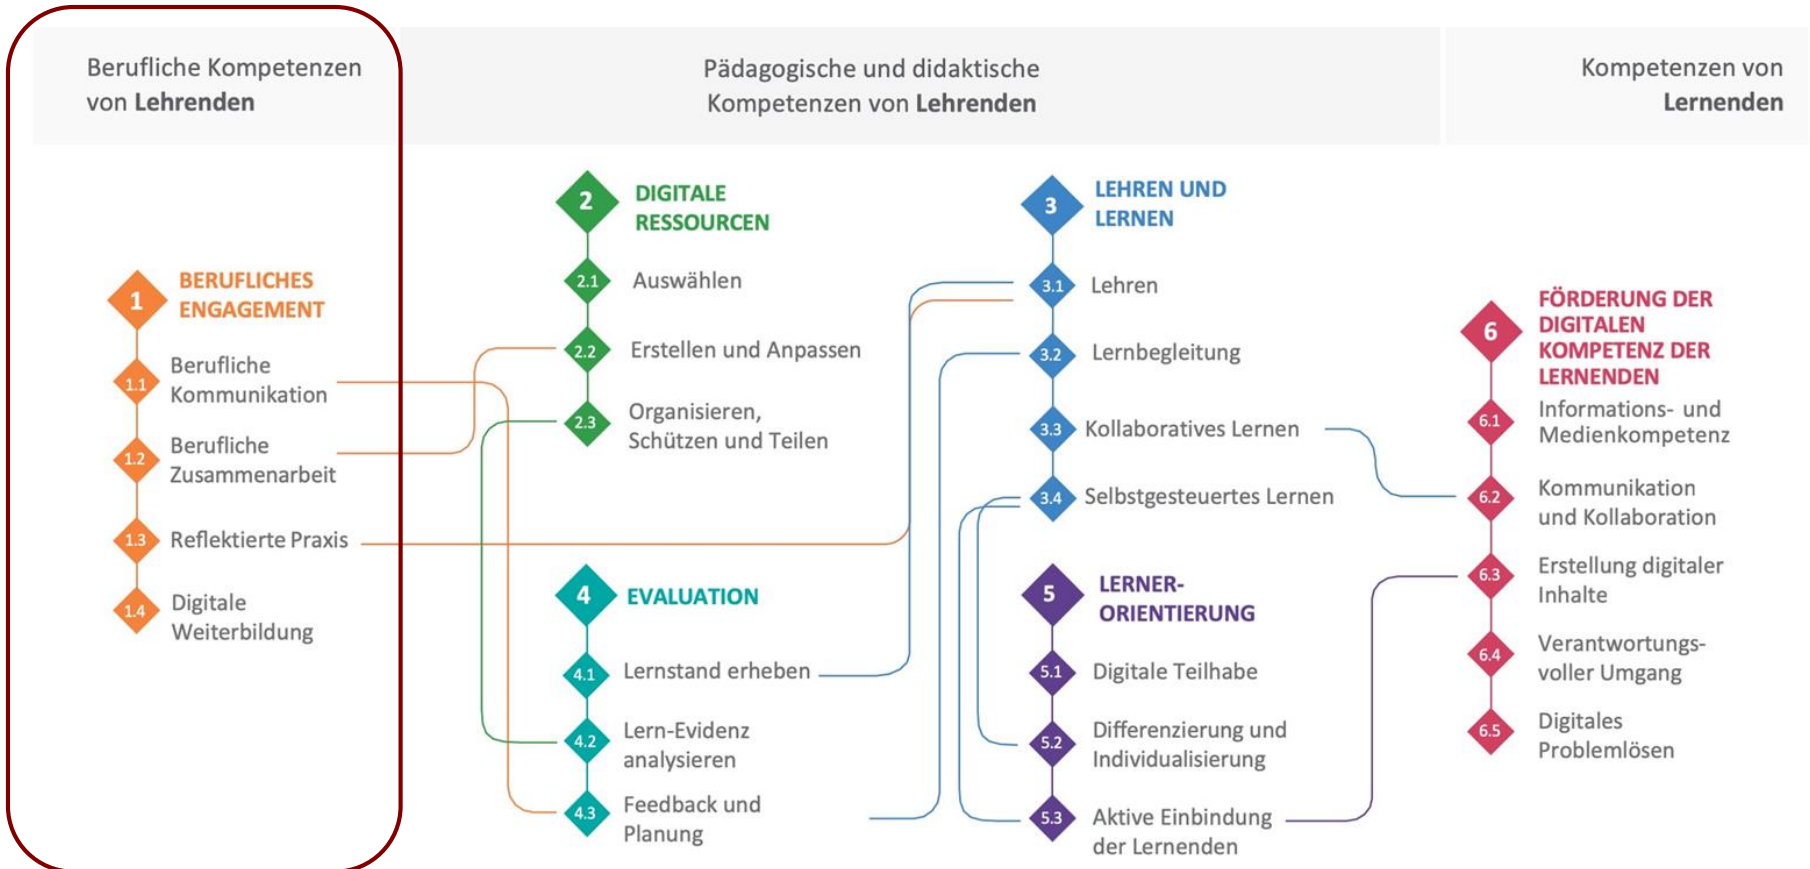 Berufliche Kompetenzen
von Lehrenden
Pädagogische und didaktische
Kompetenzen von Lehrenden
Kompetenzen von
Lernenden
1
BERUFLICHES
ENGAGEMENT
1.1
Berufliche
Kommunikation
1.2
Berufliche
Zusammenarbeit
1.3
Reflektierte Praxis
1.4
Digitale
Weiterbildung
2
DIGITALE
RESSOURCEN
2.1
Auswählen
2.2
Erstellen und Anpassen
2.3
Organisieren,
Schützen und Teilen
4
EVALUATION
4.1
Lernstand erheben
4.2
Lern-Evidenz
analysieren
4.3
Feedback und
Planung
3
LEHREN UND
LERNEN
3.1
Lehren
3.2
Lernbegleitung
3.3
Kollaboratives Lernen
3.4
Selbstgesteuertes Lernen
5
LERNER-
ORIENTIERUNG
5.1
Digitale Teilhabe
5.2
Differenzierung und
Individualisierung
5.3
Aktive Einbindung
der Lernenden
6
FÖRDERUNG DER
DIGITALEN
KOMPETENZ DER
LERNENDEN
6.1
Informations- und
Medienkompetenz
6.2
Kommunikation
und Kollaboration
6.3
Erstellung digitaler
Inhalte
6.4
Verantwortungs-
voller Umgang
6.5
Digitales
Problemlösen